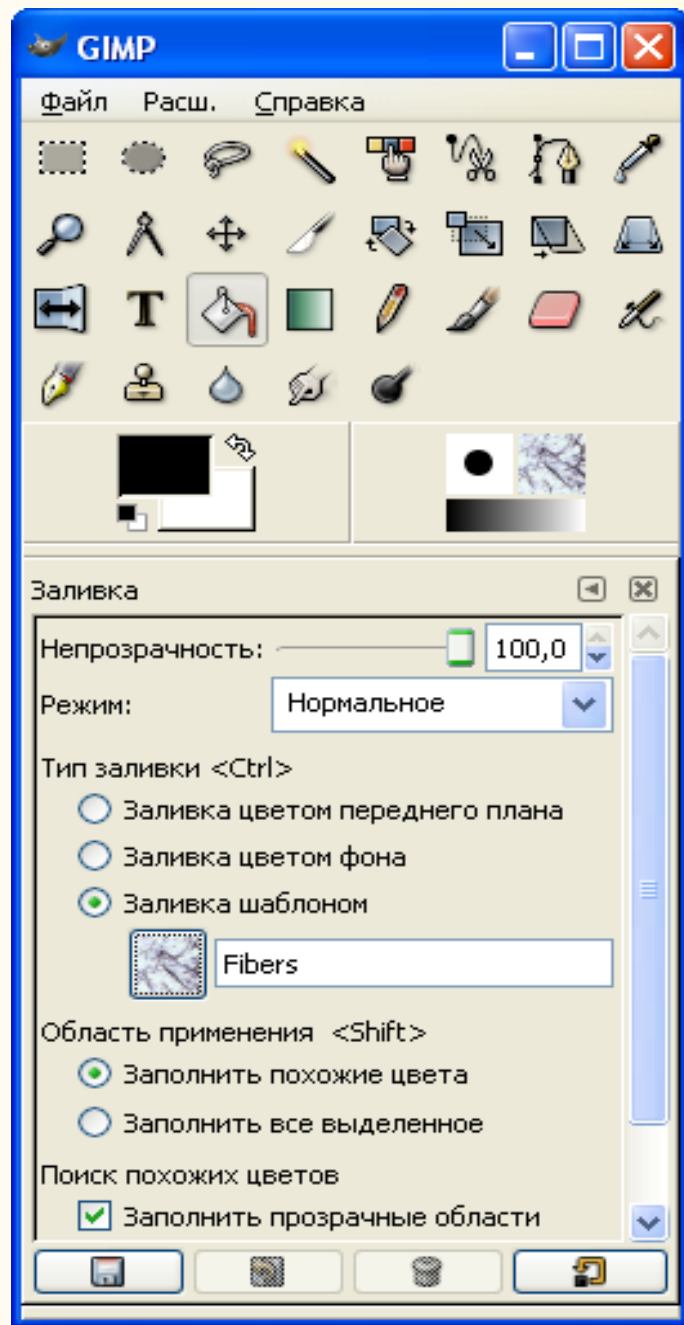 GIMP
Файл Расш. Справка
Заливка
Непрозрачность: 100,0
Режим: Нормальное
Тип заливки <Ctrl>
Заливка цветом переднего плана
Заливка цветом фона
Заливка шаблоном
Fibers
Область применения <Shift>
Заполнить похожие цвета
Заполнить все выделенное
Поиск похожих цветов
Заполнить прозрачные области